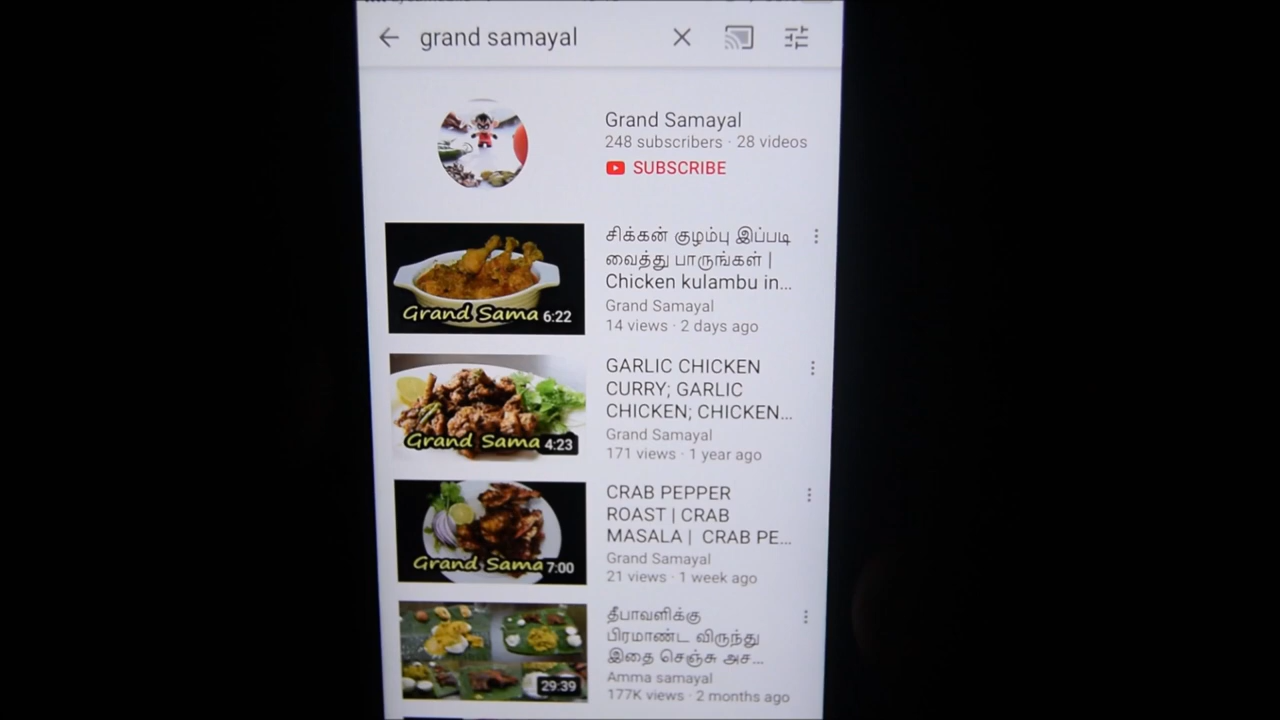 grand samayal
Grand Samayal
248 subscribers · 28 videos
SUBSCRIBE
சிக்கன் குழம்பு இப்படி
வைத்து பாருங்கள் |
Chicken kulambu in...
Grand Samayal
14 views · 2 days ago
Grand Sama 6:22
GARLIC CHICKEN
CURRY; GARLIC
CHICKEN; CHICKEN...
Grand Samayal
171 views · 1 year ago
Grand Sama 4:23
CRAB PEPPER
ROAST | CRAB
MASALA | CRAB PE...
Grand Samayal
21 views · 1 week ago
Grand Sama 7:00
தீபாவளிக்கு
பிரமாண்ட விருந்து
இதை செஞ்சு அச...
Amma samayal
177K views · 2 months ago
29:39